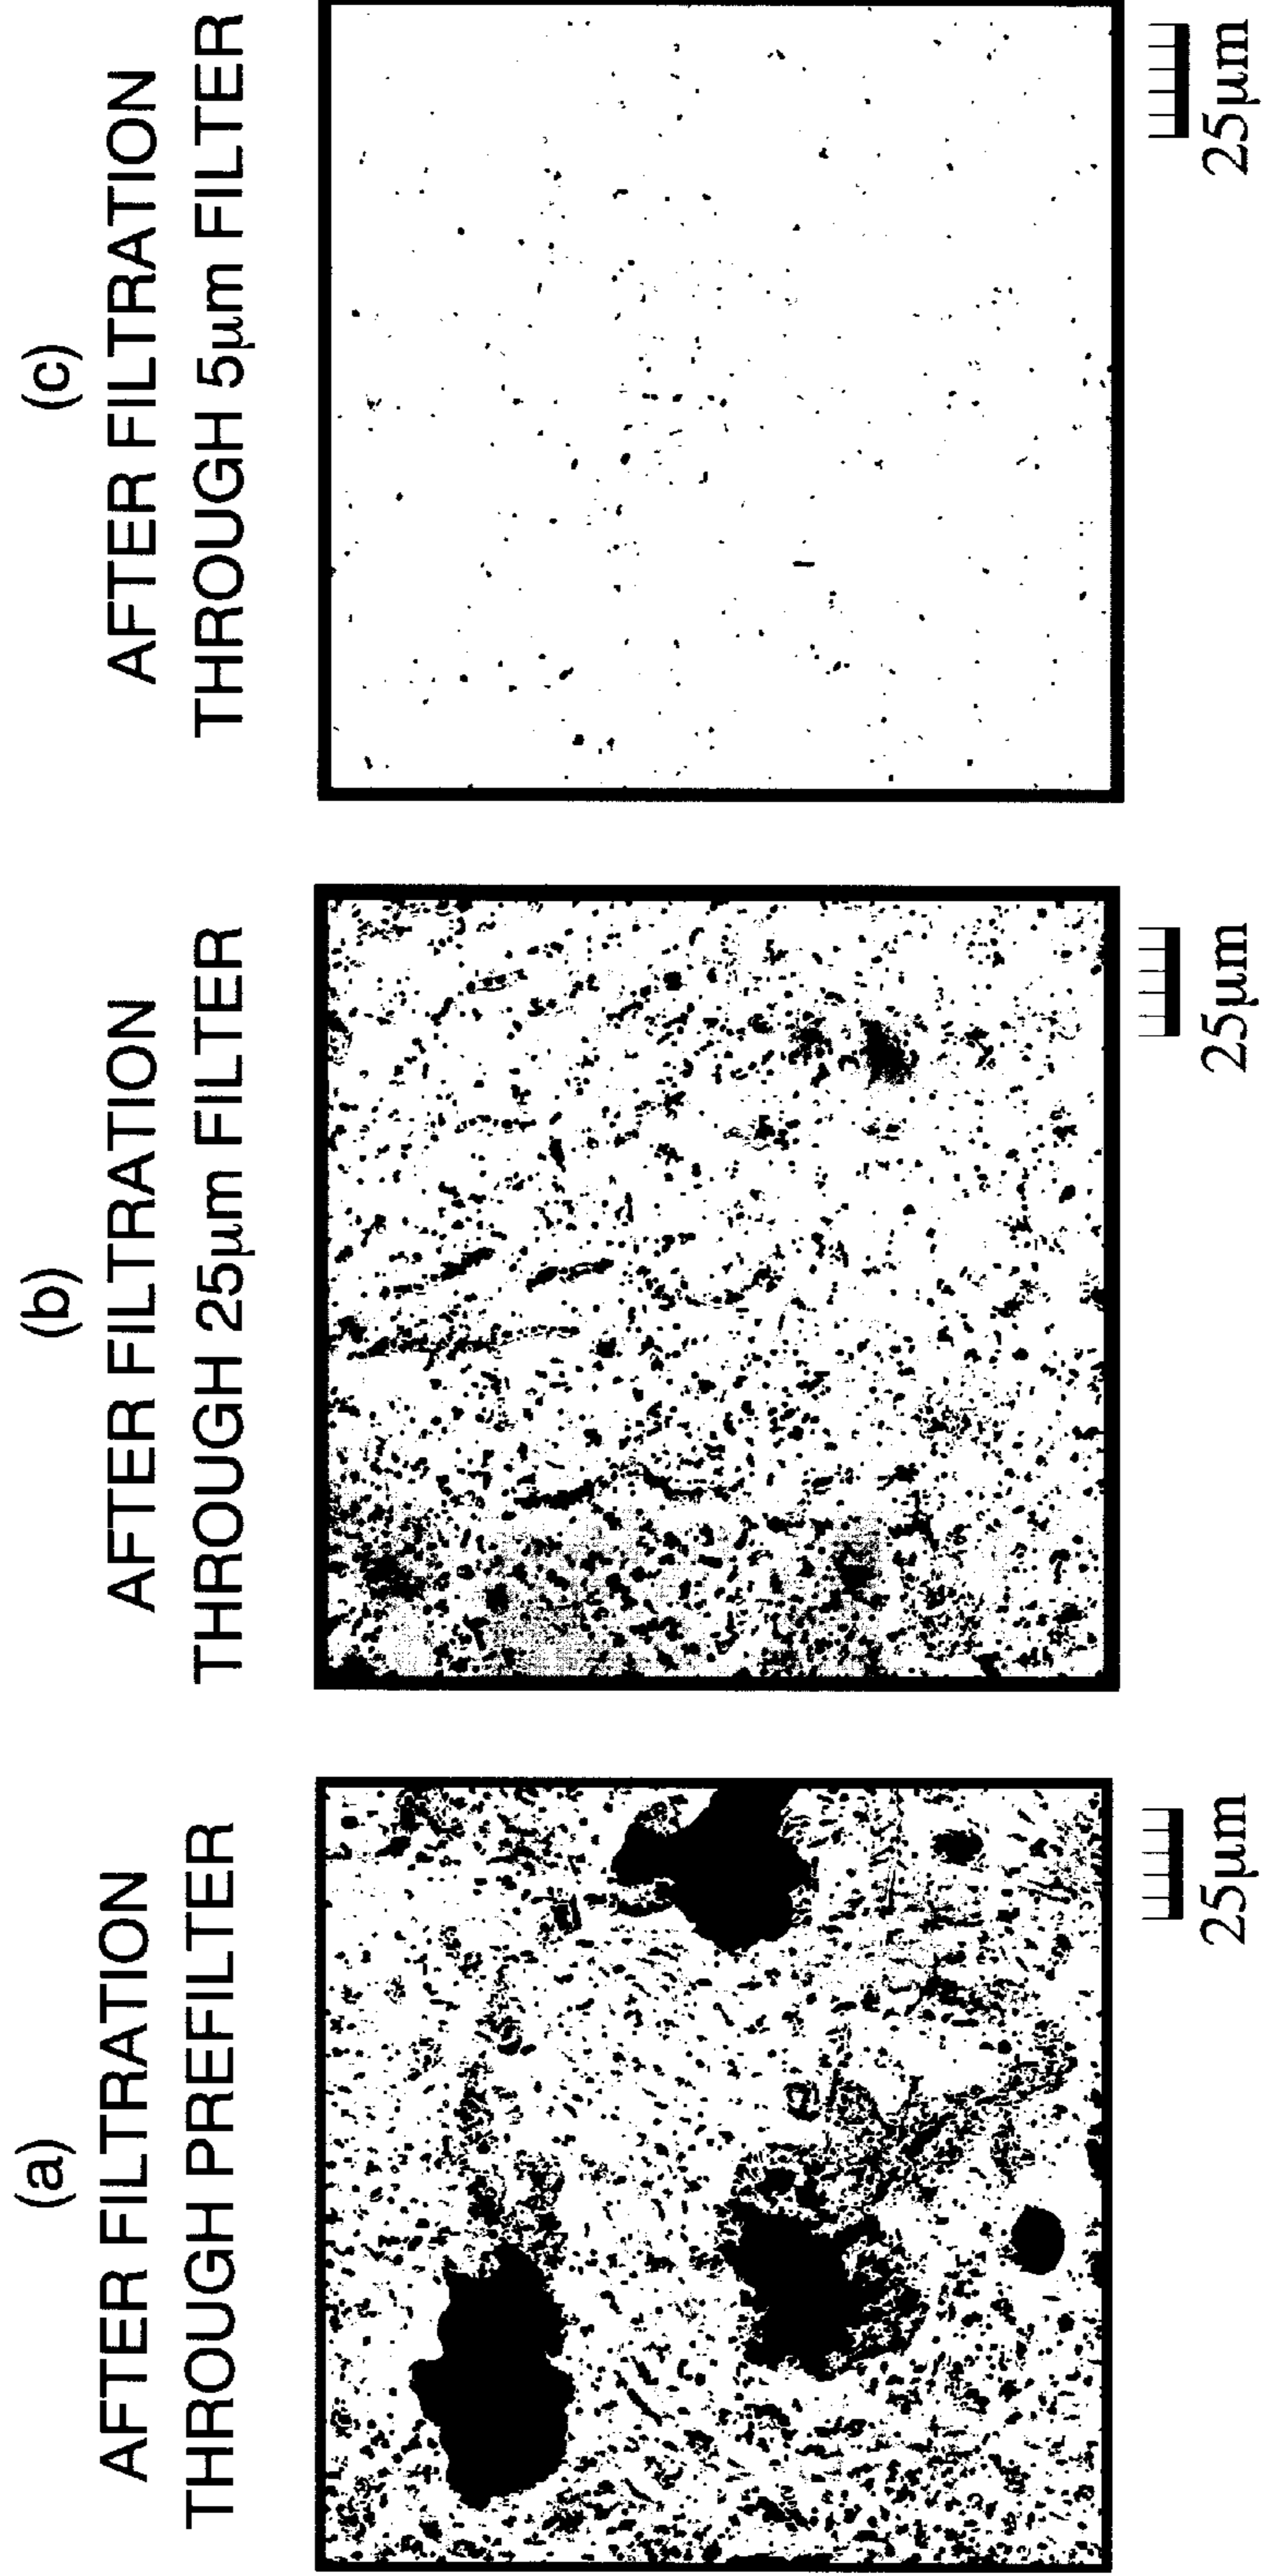 (a)
AFTER FILTRATION
THROUGH PREFILTER
25μm
(b)
AFTER FILTRATION
THROUGH 25μm FILTER
25μm
(c)
AFTER FILTRATION
THROUGH 5μm FILTER
25μm